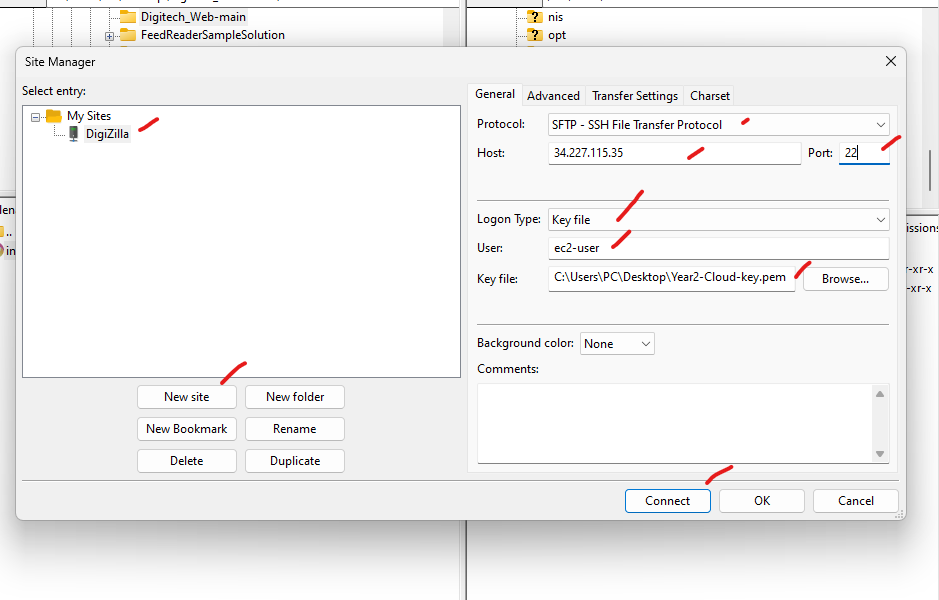 Digitech_Web-main
FeedReaderSampleSolution
nis
opt
Site Manager
Select entry:
My Sites
DigiZilla
New site
New folder
New Bookmark
Rename
Delete
Duplicate
General
Advanced
Transfer Settings
Charset
Protocol:
SFTP - SSH File Transfer Protocol
Host:
34.227.115.35
Port:
22
Logon Type:
Key file
User:
ec2-user
Key file:
C:\Users\PC\Desktop\Year2-Cloud-key.pem
Browse...
Background color:
None
Comments:
Connect
OK
Cancel
..